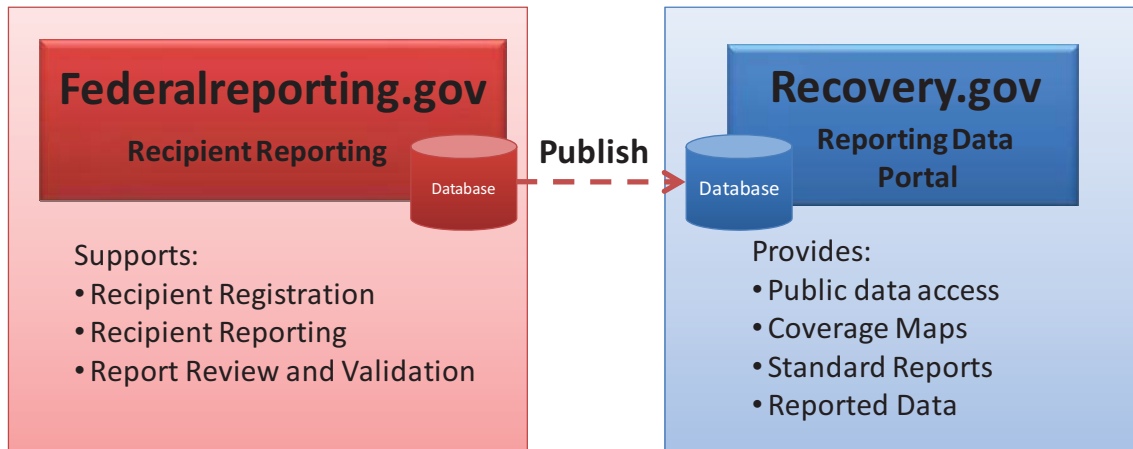 Federalreporting.gov
Recipient Reporting
Database
Supports:
• Recipient Registration
• Recipient Reporting
• Report Review and Validation
Publish
Recovery.gov
Reporting Data
Portal
Database
Provides:
• Public data access
• Coverage Maps
• Standard Reports
• Reported Data